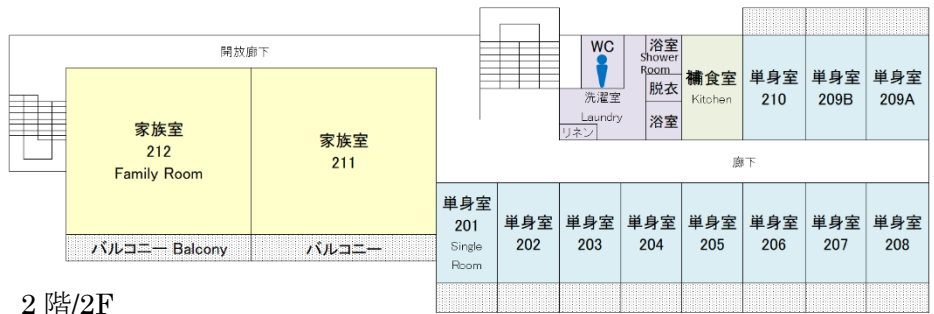 開放廊下
WC
浴室
Shower
Room
脱衣
浴室
洗濯室
Laundry
リネン
補食室
Kitchen
単身室
210
単身室
209B
単身室
209A
家族室
212
Family Room
家族室
211
廊下
バルコニー Balcony
バルコニー
単身室
201
Single
Room
単身室
202
単身室
203
単身室
204
単身室
205
単身室
206
単身室
207
単身室
208
2 階/2F